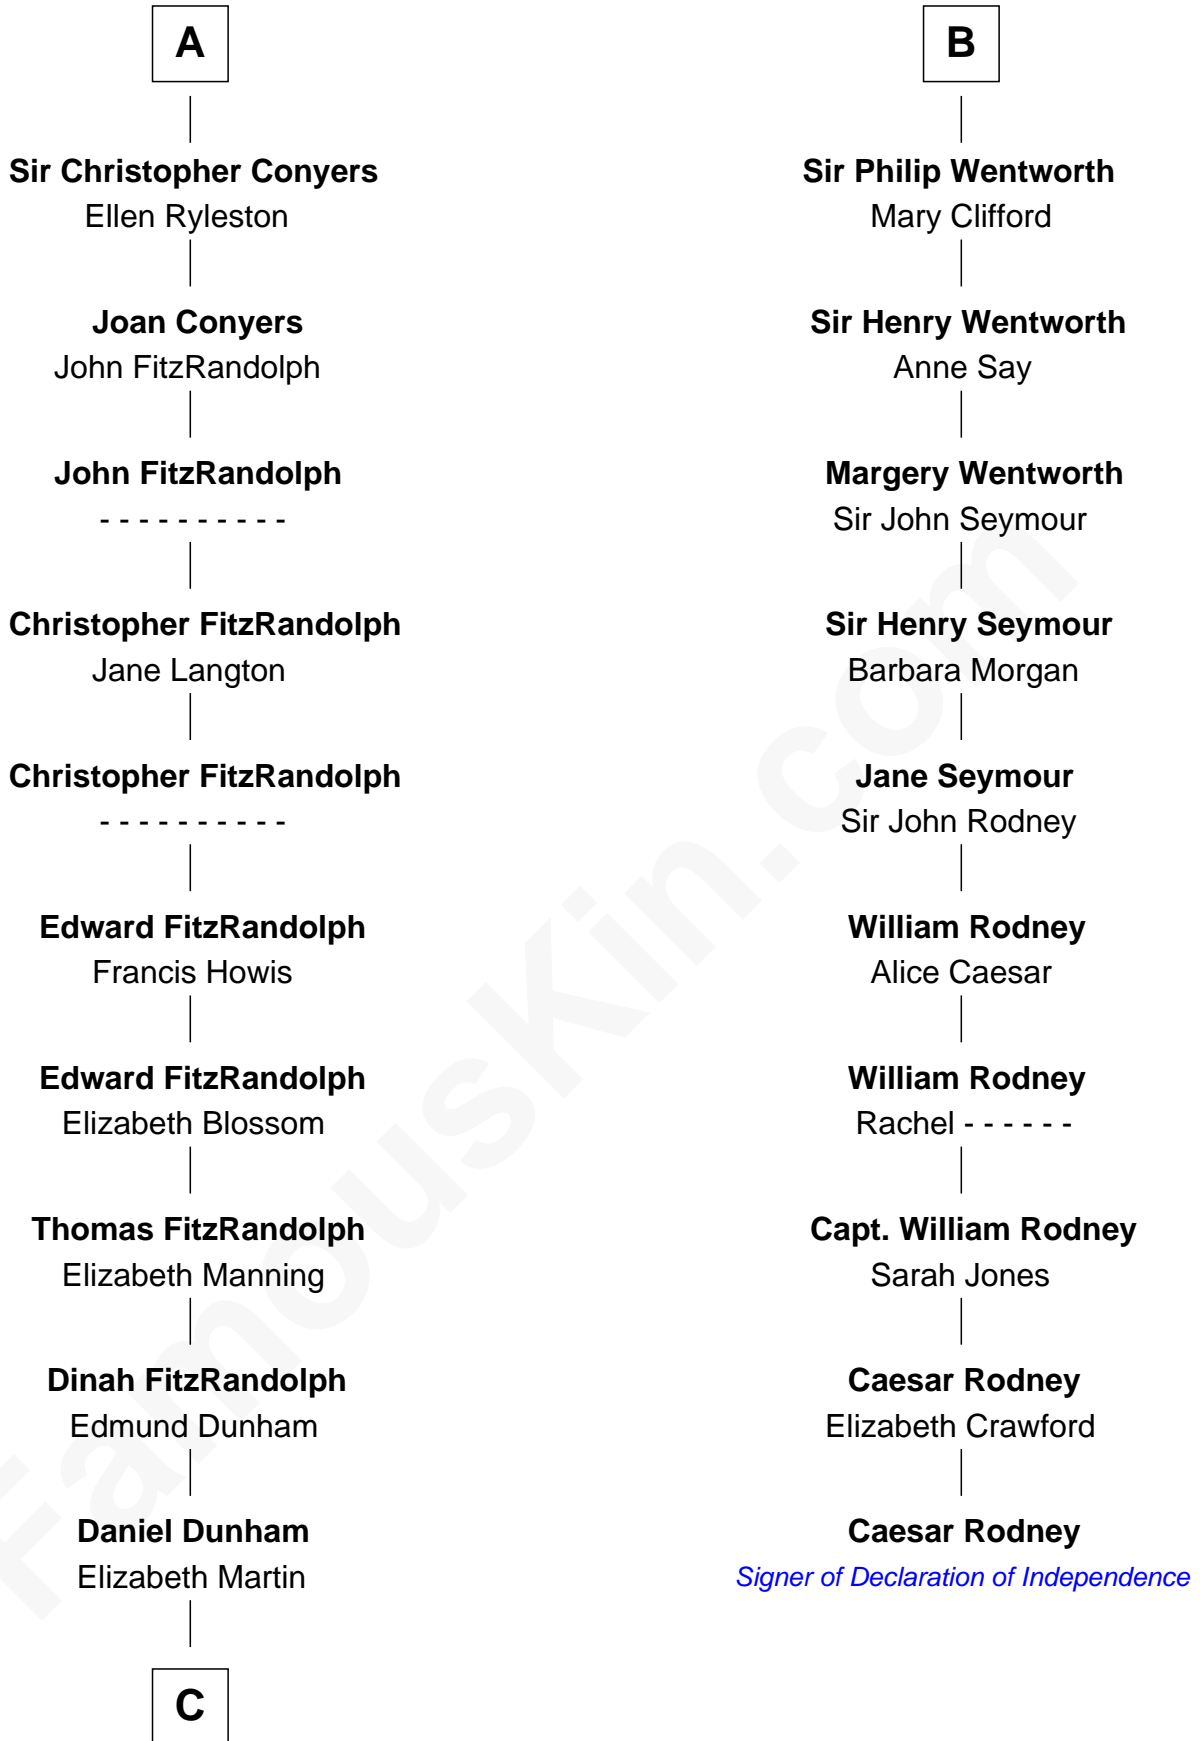 A
Sir Christopher Conyers
Ellen Ryleston
Joan Conyers
John FitzRandolph
John FitzRandolph
- - - - - - - - - -
Christopher FitzRandolph
Jane Langton
Christopher FitzRandolph
- - - - - - - - - -
Edward FitzRandolph
Francis Howis
Edward FitzRandolph
Elizabeth Blossom
Thomas FitzRandolph
Elizabeth Manning
Dinah FitzRandolph
Edmund Dunham
Daniel Dunham
Elizabeth Martin
C
B
Sir Philip Wentworth
Mary Clifford
Sir Henry Wentworth
Anne Say
Margery Wentworth
Sir John Seymour
Sir Henry Seymour
Barbara Morgan
Jane Seymour
Sir John Rodney
William Rodney
Alice Caesar
William Rodney
Rachel - - - - - -
Capt. William Rodney
Sarah Jones
Caesar Rodney
Elizabeth Crawford
Caesar Rodney
Signer of Declaration of Independence
FamousKin.com